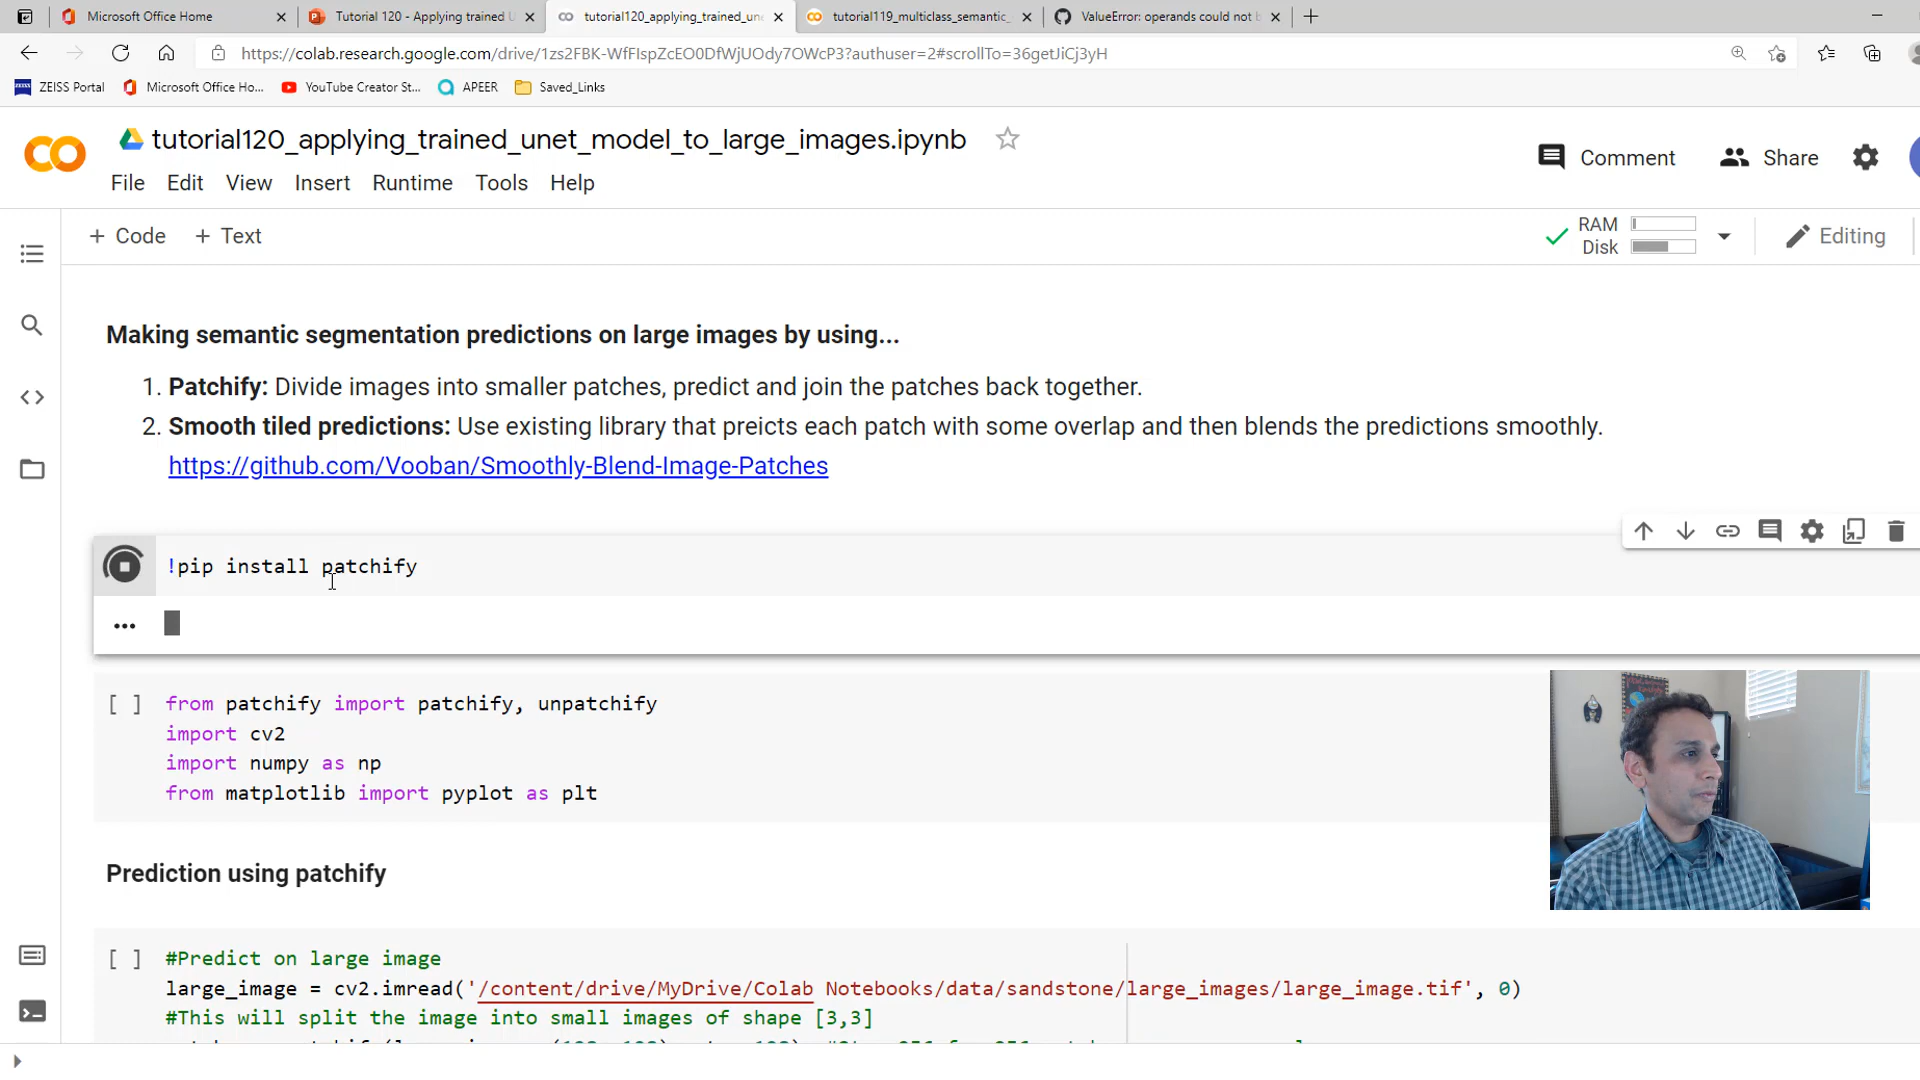 Microsoft Office Home
Tutorial 120 - Applying trained U
tutorial120_applying_trained_une
tutorial119_multiclass_semantic_
ValueError: operands could not b
https://colab.research.google.com/drive/1zs2FBK-WfFIspZcEO0DfWjUOdy7OWcP3?authuser=2#scrollTo=36getJiCj3yH
ZEISS Portal
Microsoft Office Ho...
YouTube Creator St...
APEER
Saved_Links
tutorial120_applying_trained_unet_model_to_large_images.ipynb
Comment
Share
File Edit View Insert Runtime Tools Help
+ Code + Text
RAM
Disk
Editing
Making semantic segmentation predictions on large images by using...
1. Patchify: Divide images into smaller patches, predict and join the patches back together.
2. Smooth tiled predictions: Use existing library that preicts each patch with some overlap and then blends the predictions smoothly.
https://github.com/Vooban/Smoothly-Blend-Image-Patches
!pip install patchify
...
[ ] from patchify import patchify, unpatchify
import cv2
import numpy as np
from matplotlib import pyplot as plt
Prediction using patchify
[ ] #Predict on large image
large_image = cv2.imread('/content/drive/MyDrive/Colab Notebooks/data/sandstone/large_images/large_image.tif', 0)
#This will split the image into small images of shape [3,3]